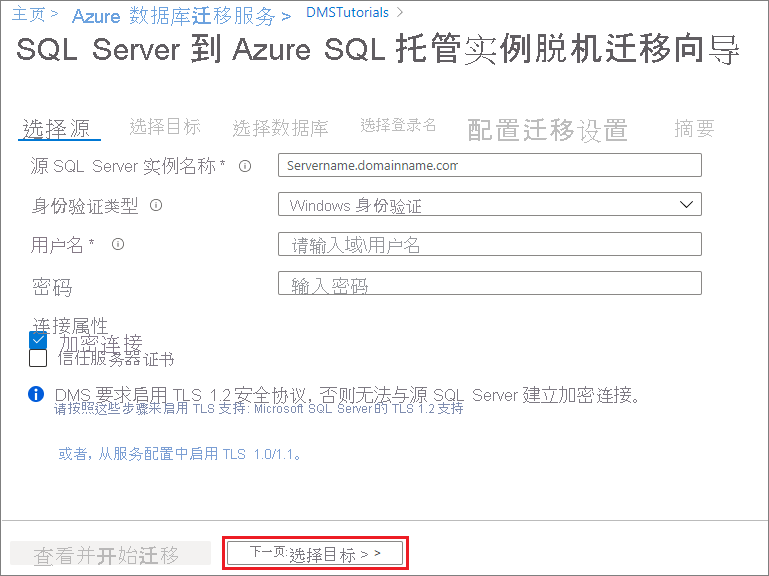 主页 > Azure 数据库迁移服务 > DMSTutorials >
SQL Server 到 Azure SQL 托管实例脱机迁移向导
选择源 选择目标 选择数据库 选择登录名 配置迁移设置 摘要
源 SQL Server 实例名称 * Servername.domainname.com
身份验证类型 Windows 身份验证
用户名 * 请输入域\用户名
密码 输入密码
连接属性
加密连接
信任服务器证书
DMS 要求启用 TLS 1.2 安全协议, 否则无法与源 SQL Server 建立加密连接。
请按照这些步骤来启用 TLS 支持: Microsoft SQL Server 的 TLS 1.2 支持
或者, 从服务配置中启用 TLS 1.0/1.1。
查看并开始迁移 下一页:选择目标 > >